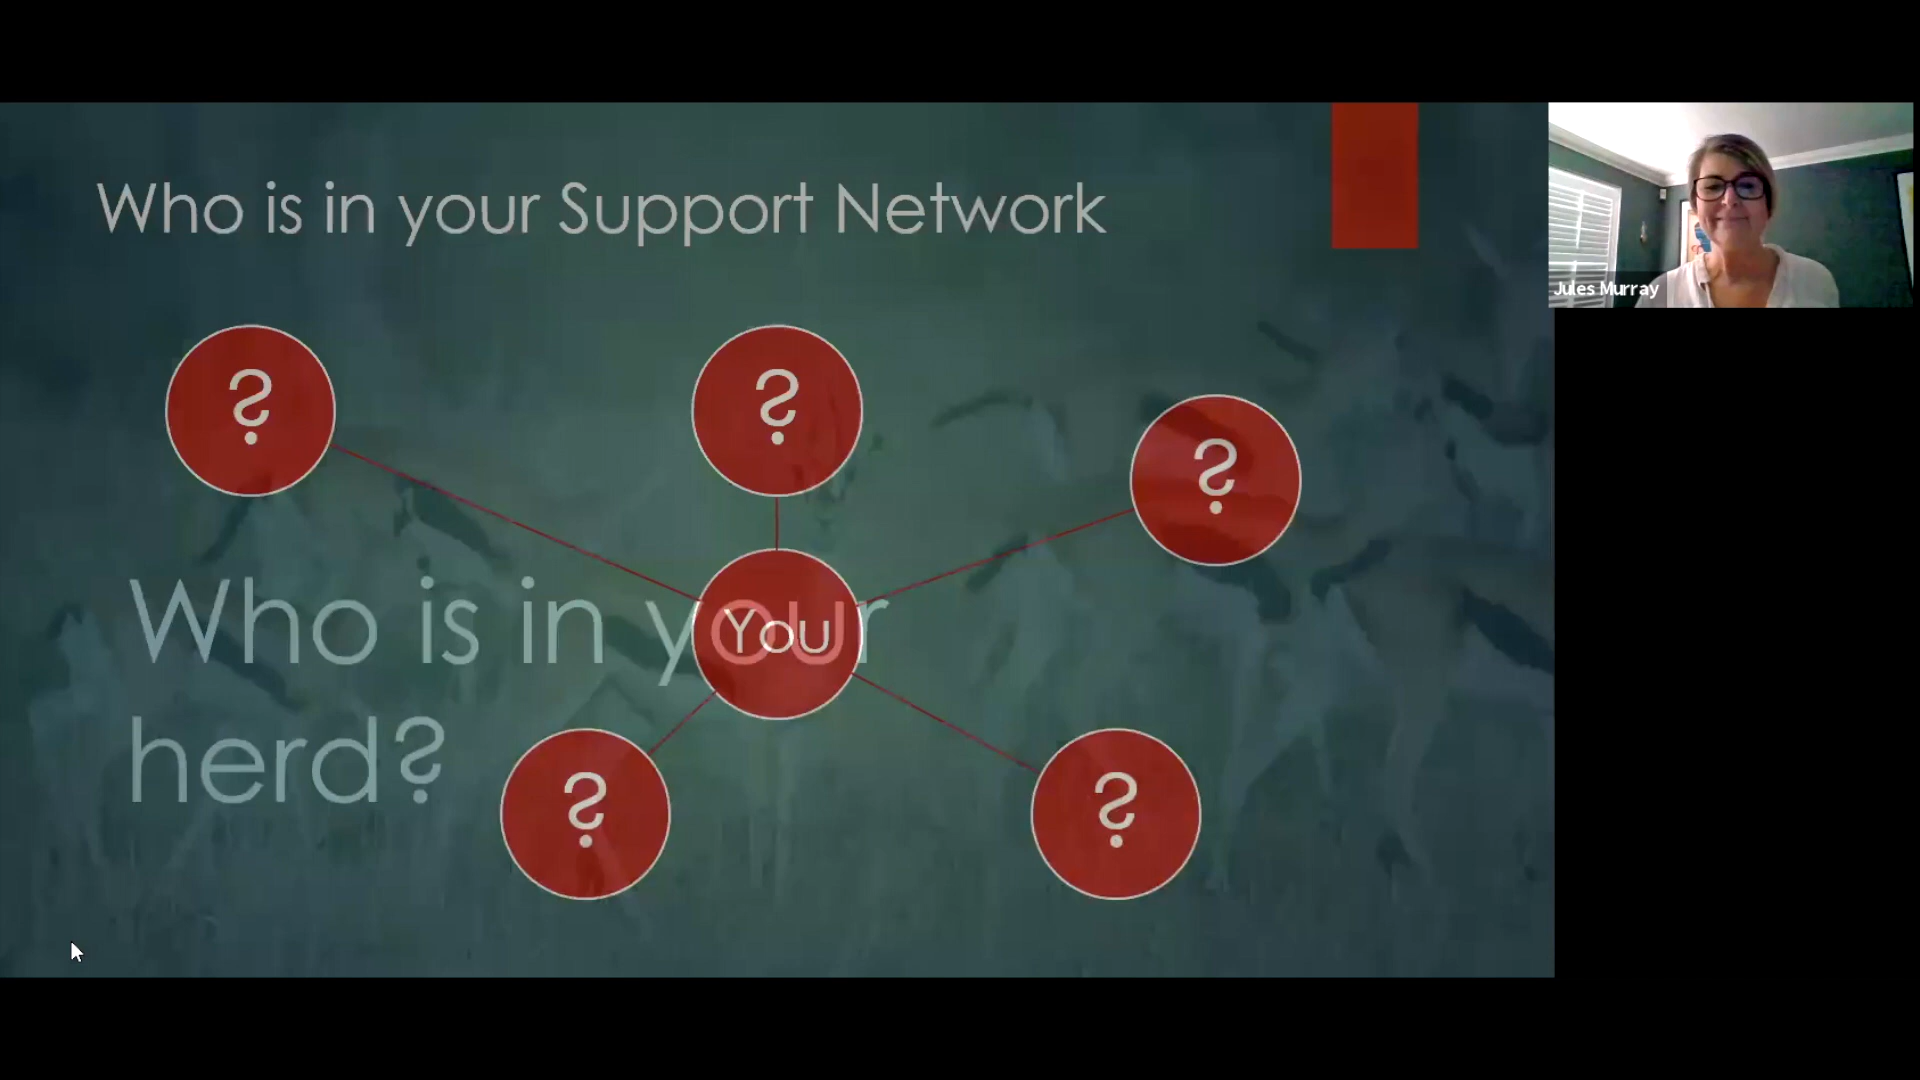 Who is in your Support Network
Jules Murray
?
?
?
Who is in your
You
herd?
?
?